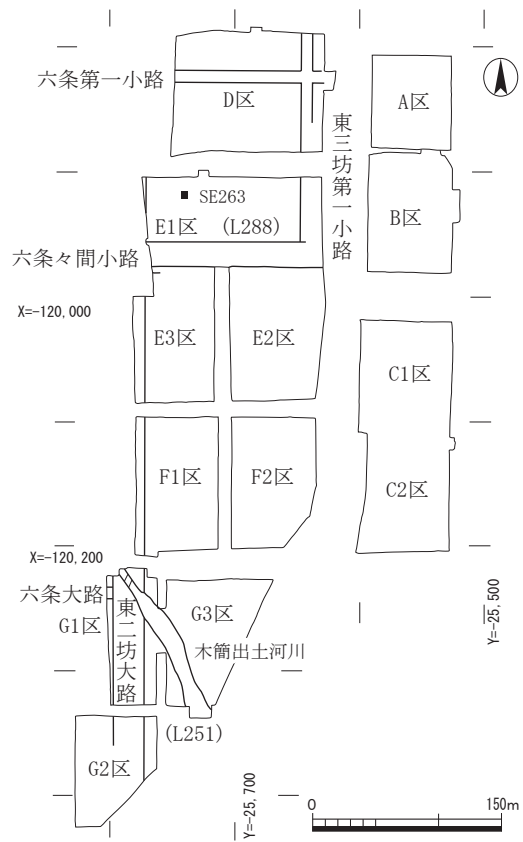 六条第一小路
D区
A区
東三坊第一小路
SE263
E1区 (L288)
B区
六条々間小路
X=-120,000
E3区
E2区
C1区
F1区
F2区
C2区
X=-120,200
六条大路
G1区
東二坊大路
G3区
木簡出土河川
Y=-25,500
(L251)
G2区
Y=-25,700
0
150m